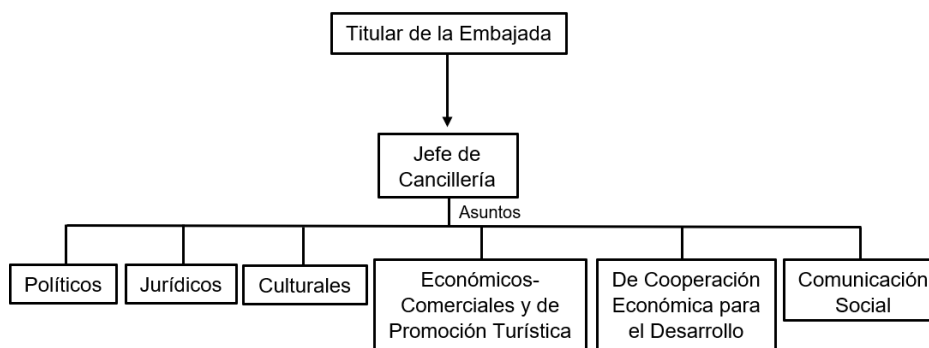 Titular de la Embajada
Jefe de
Cancillería
Asuntos
Políticos
Jurídicos
Culturales
Económicos-
Comerciales y de
Promoción Turística
De Cooperación
Económica para
el Desarrollo
Comunicación
Social